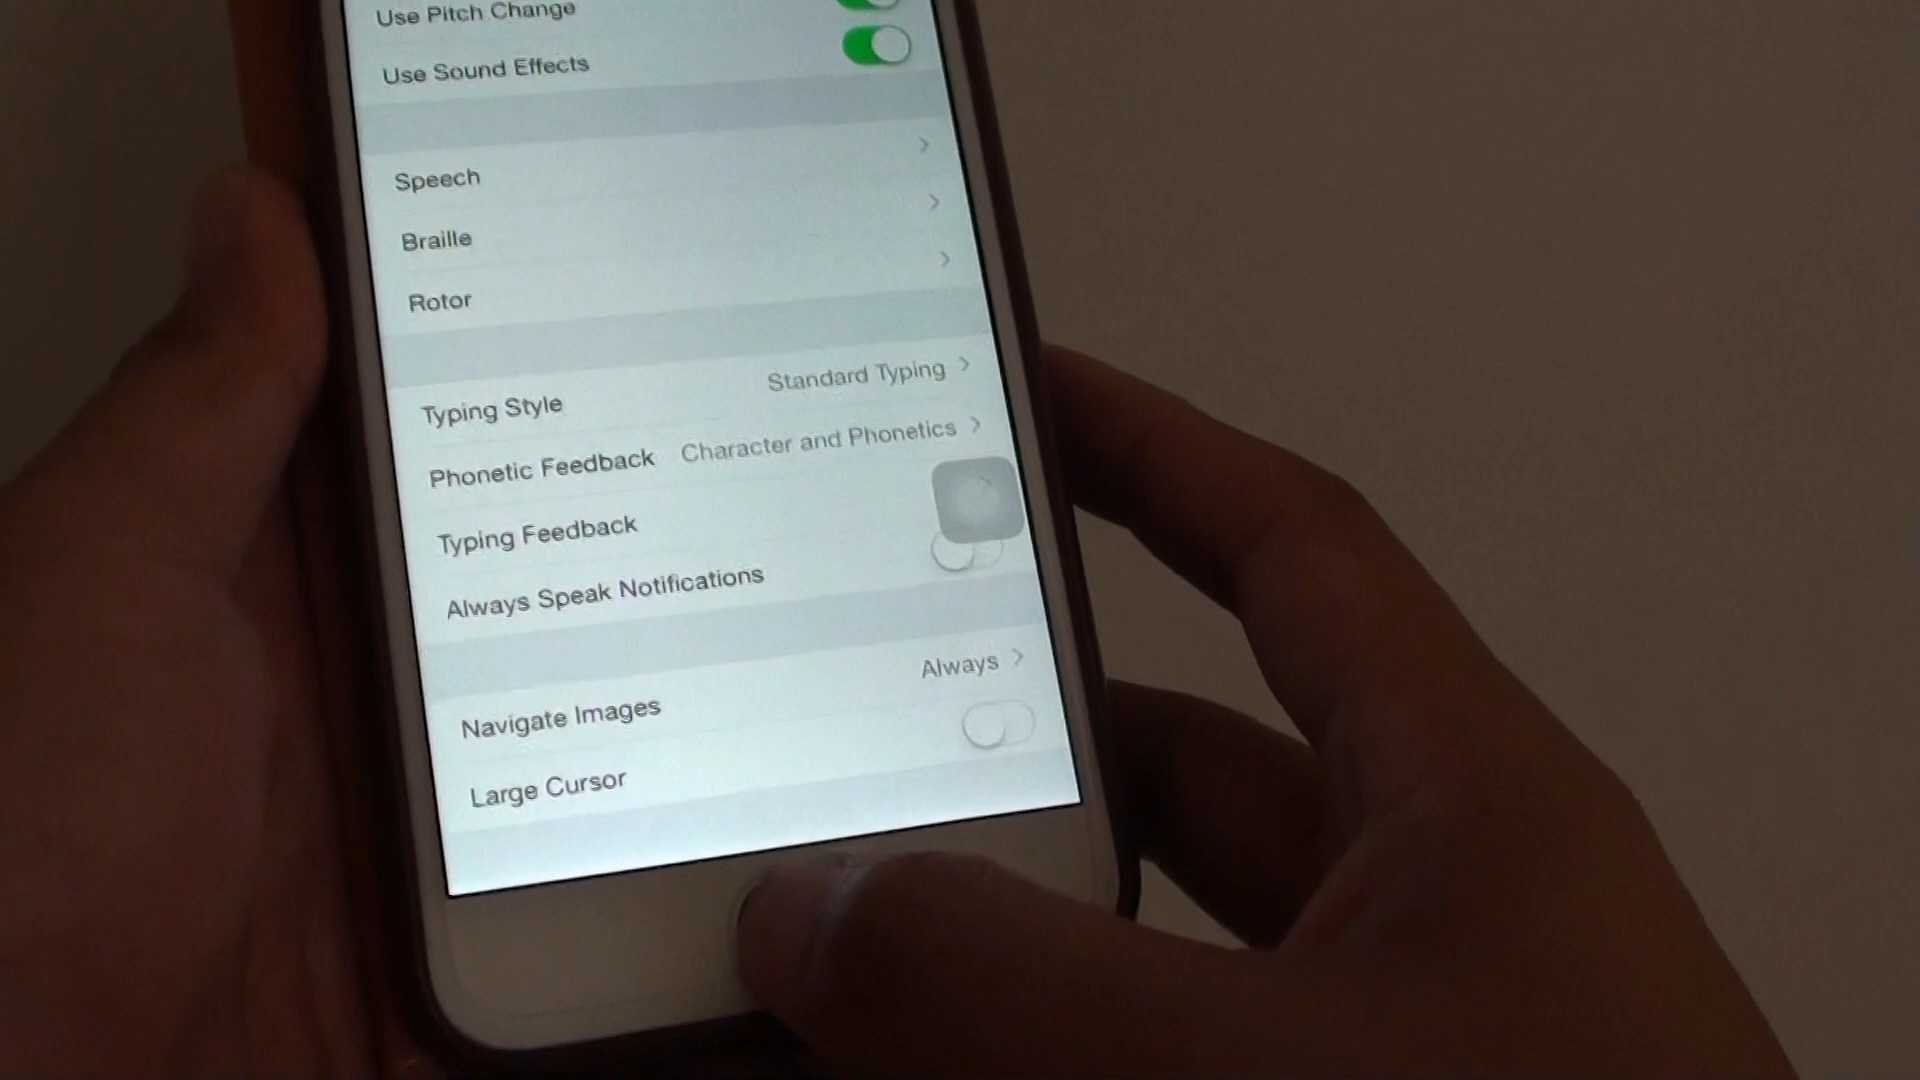 Use Pitch Change
Use Sound Effects
Speech
Braille
Rotor
Typing Style Standard Typing
Phonetic Feedback Character and Phonetics
Typing Feedback
Always Speak Notifications
Navigate Images Always
Large Cursor